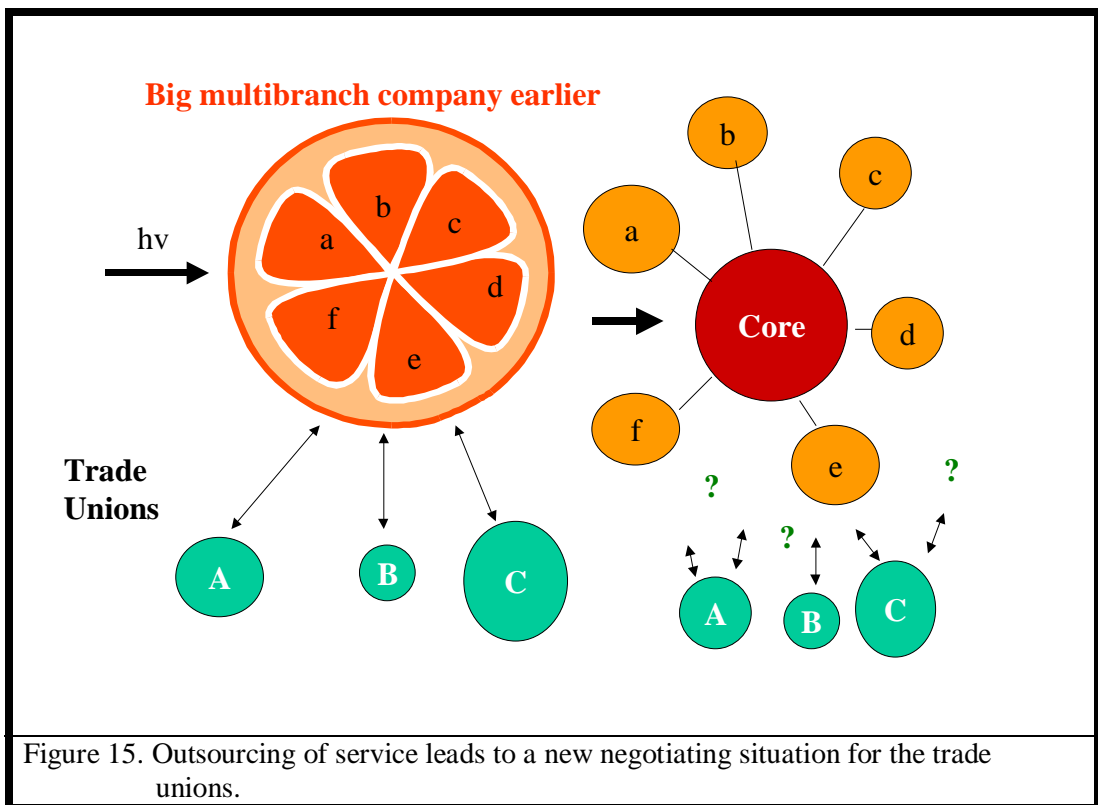 Big multibranch company earlier
hv
a
b
c
d
e
f
b
c
a
Core
d
f
e
Trade
Unions
A
B
C
?
?
?
A
B
C
Figure 15. Outsourcing of service leads to a new negotiating situation for the trade
unions.